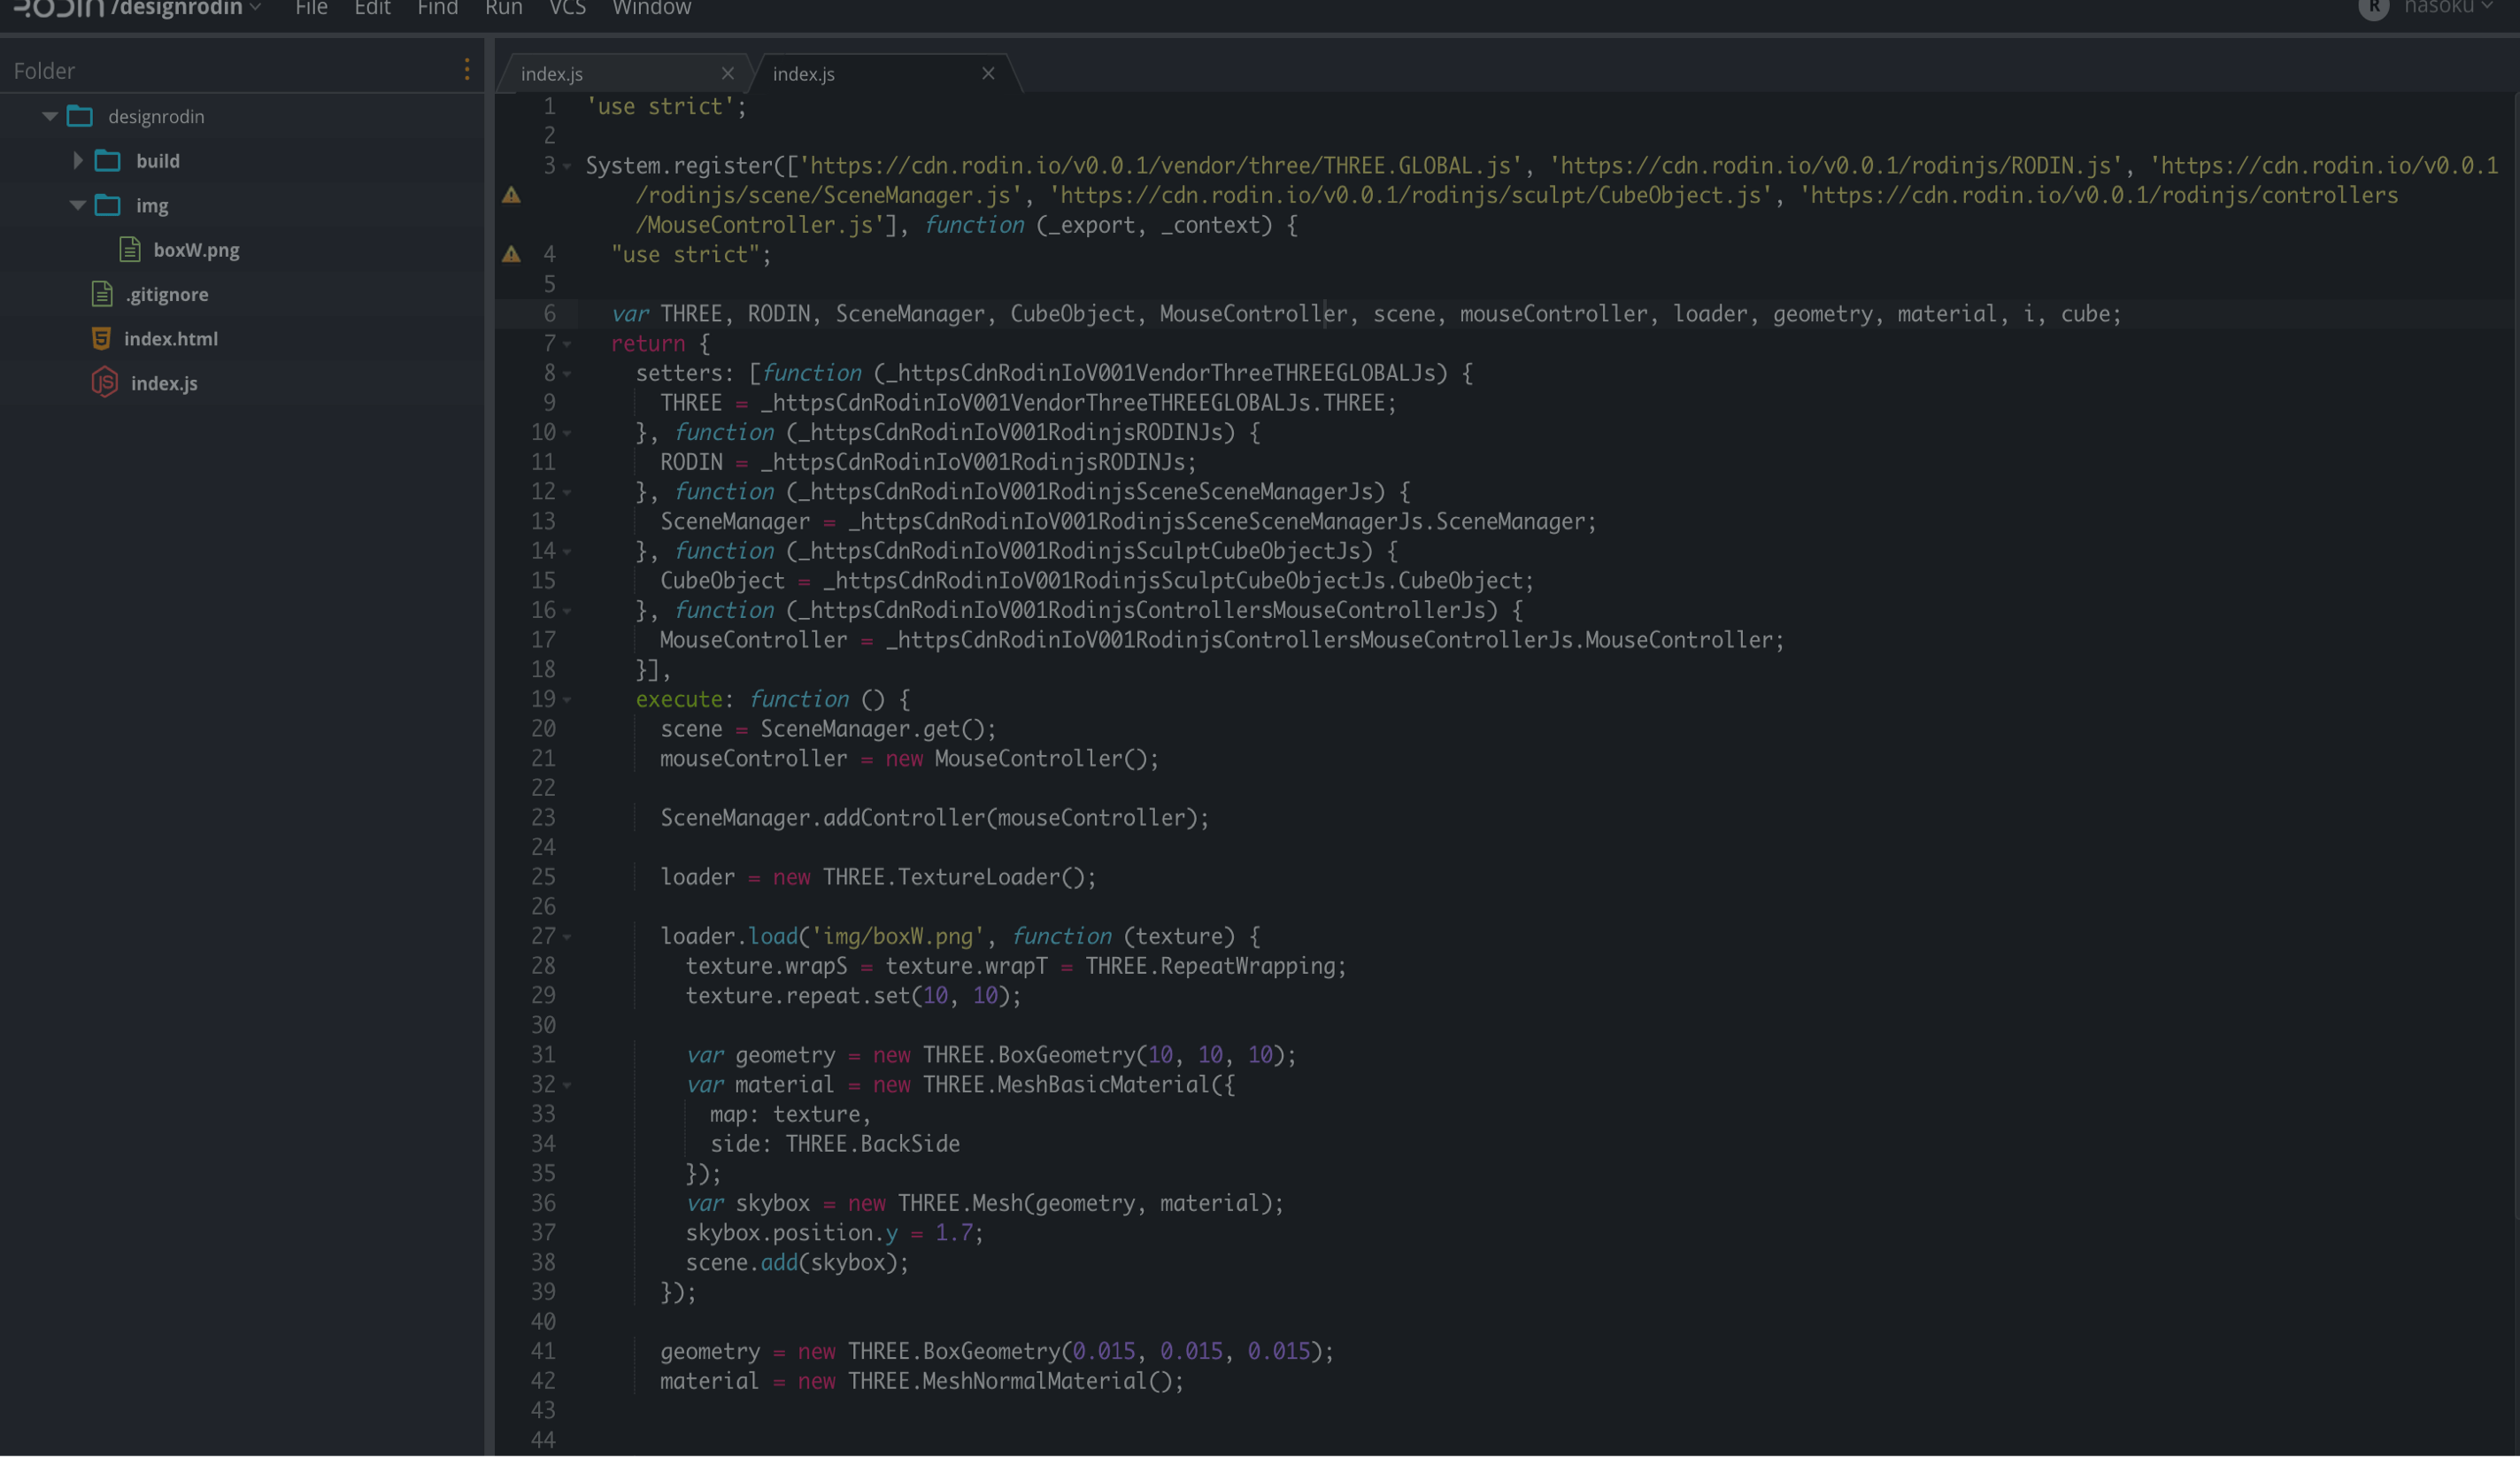 RODIN /designrodin File Edit Find Run VCS Window R nasoku
Folder
index.js index.js
designrodin
build
img
boxW.png
.gitignore
index.html
JS index.js
1 'use strict';
2
3 System.register(['https://cdn.rodin.io/v0.0.1/vendor/three/THREE.GLOBAL.js', 'https://cdn.rodin.io/v0.0.1/rodinjs/RODIN.js', 'https://cdn.rodin.io/v0.0.1
/rodinjs/scene/SceneManager.js', 'https://cdn.rodin.io/v0.0.1/rodinjs/sculpt/CubeObject.js', 'https://cdn.rodin.io/v0.0.1/rodinjs/controllers
/MouseController.js'], function (_export, _context) {
4 "use strict";
5
6 var THREE, RODIN, SceneManager, CubeObject, MouseController, scene, mouseController, loader, geometry, material, i, cube;
7 return {
8 setters: [function (_httpsCdnRodinIoV001VendorThreeTHREEGLOBALJs) {
9 THREE = _httpsCdnRodinIoV001VendorThreeTHREEGLOBALJs.THREE;
10 }, function (_httpsCdnRodinIoV001RodinjsRODINJs) {
11 RODIN = _httpsCdnRodinIoV001RodinjsRODINJs;
12 }, function (_httpsCdnRodinIoV001RodinjsSceneSceneManagerJs) {
13 SceneManager = _httpsCdnRodinIoV001RodinjsSceneSceneManagerJs.SceneManager;
14 }, function (_httpsCdnRodinIoV001RodinjsSculptCubeObjectJs) {
15 CubeObject = _httpsCdnRodinIoV001RodinjsSculptCubeObjectJs.CubeObject;
16 }, function (_httpsCdnRodinIoV001RodinjsControllersMouseControllerJs) {
17 MouseController = _httpsCdnRodinIoV001RodinjsControllersMouseControllerJs.MouseController;
18 }],
19 execute: function () {
20 scene = SceneManager.get();
21 mouseController = new MouseController();
22
23 SceneManager.addController(mouseController);
24
25 loader = new THREE.TextureLoader();
26
27 loader.load('img/boxW.png', function (texture) {
28 texture.wrapS = texture.wrapT = THREE.RepeatWrapping;
29 texture.repeat.set(10, 10);
30
31 var geometry = new THREE.BoxGeometry(10, 10, 10);
32 var material = new THREE.MeshBasicMaterial({
33 map: texture,
34 side: THREE.BackSide
35 });
36 var skybox = new THREE.Mesh(geometry, material);
37 skybox.position.y = 1.7;
38 scene.add(skybox);
39 });
40
41 geometry = new THREE.BoxGeometry(0.015, 0.015, 0.015);
42 material = new THREE.MeshNormalMaterial();
43
44